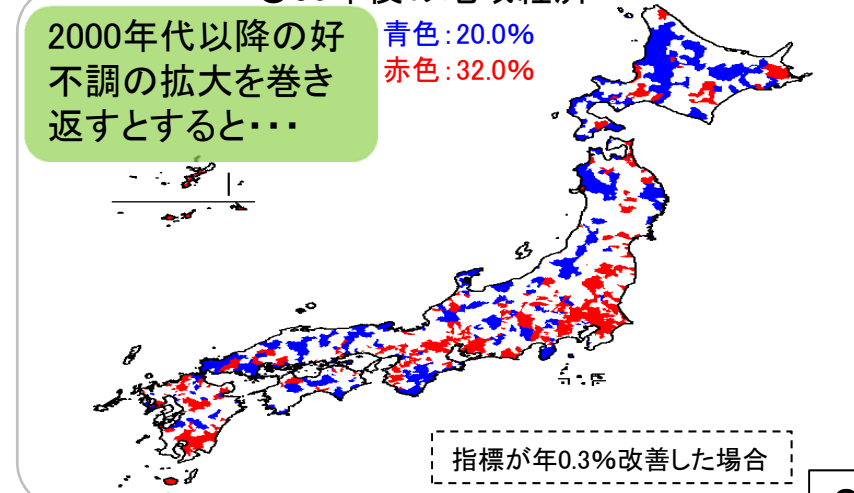 2000年代以降の好
不調の拡大を巻き
返すとすると・・・
青色：20.0%
赤色：32.0%
指標が年0.3%改善した場合